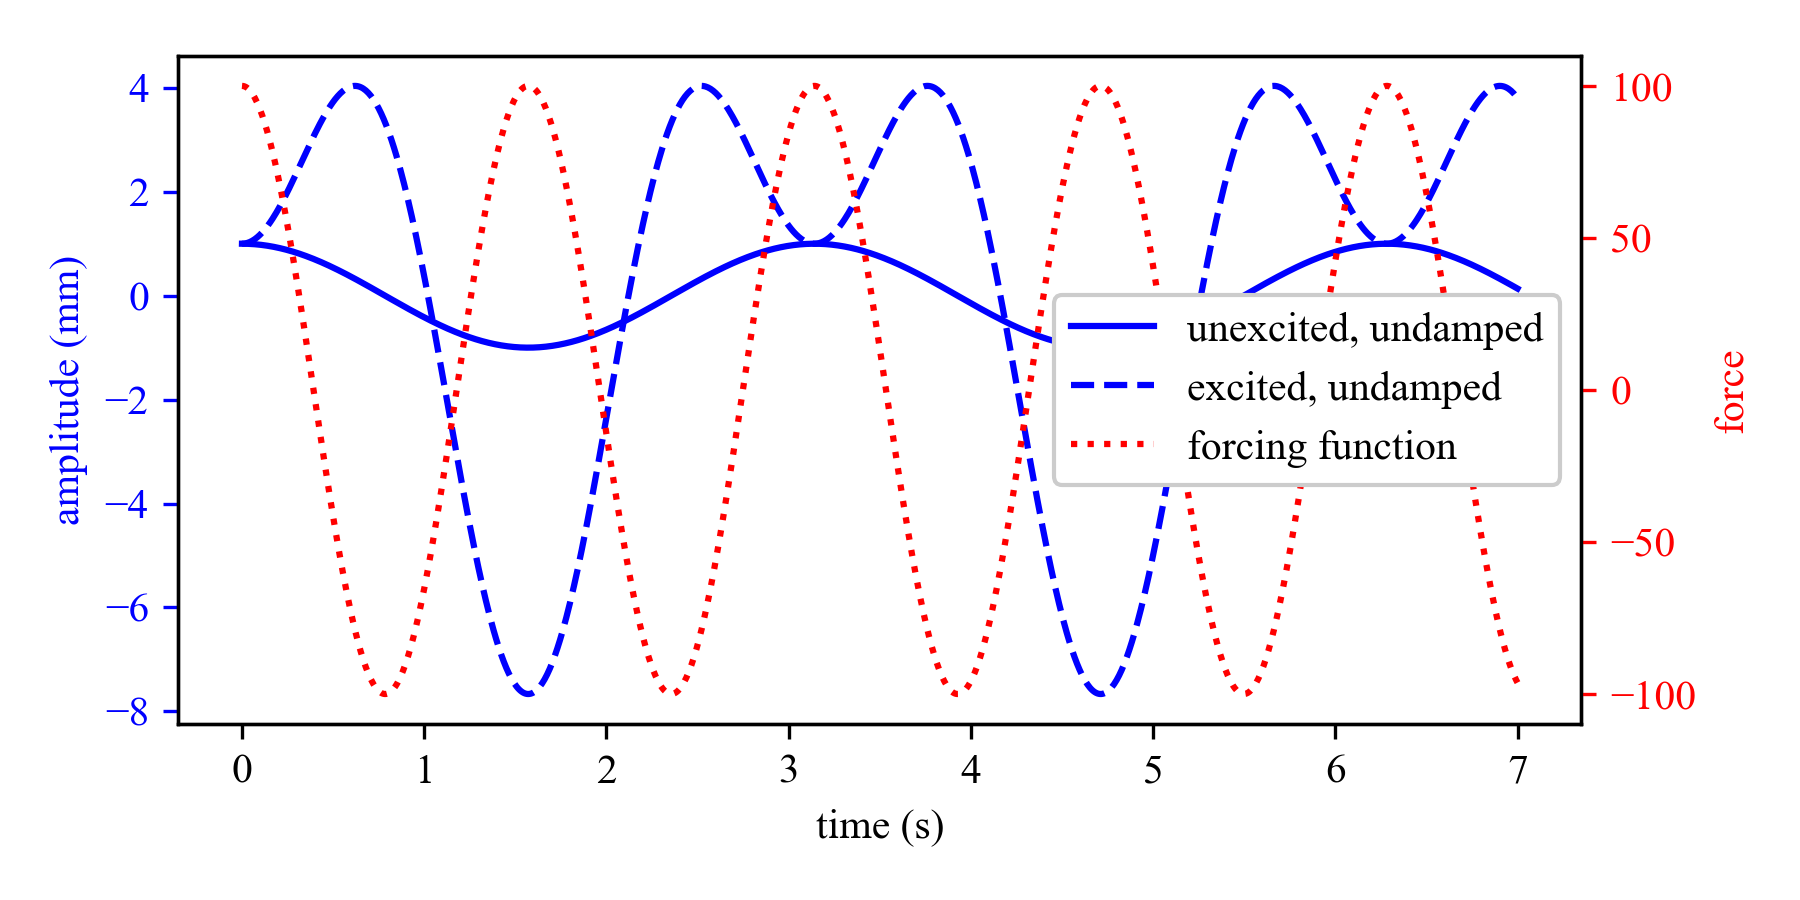 4
2
0
−2
−4
−6
−8
amplitude (mm)
100
50
0
−50
−100
force
unexcited, undamped
excited, undamped
forcing function
0 1 2 3 4 5 6 7
time (s)